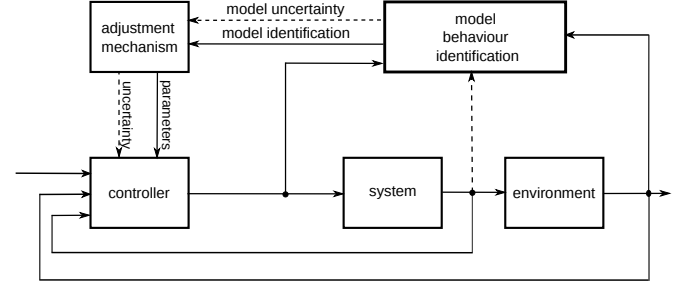 model uncertainty
model identification
adjustment
mechanism
model
behaviour
identification
uncertainty
parameters
controller
system
environment